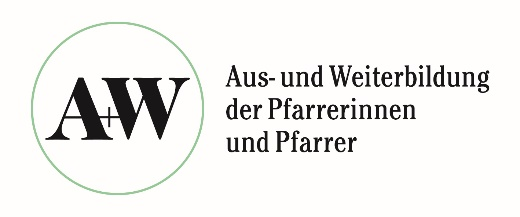 A+W
Aus- und Weiterbildung
der Pfarrerinnen
und Pfarrer